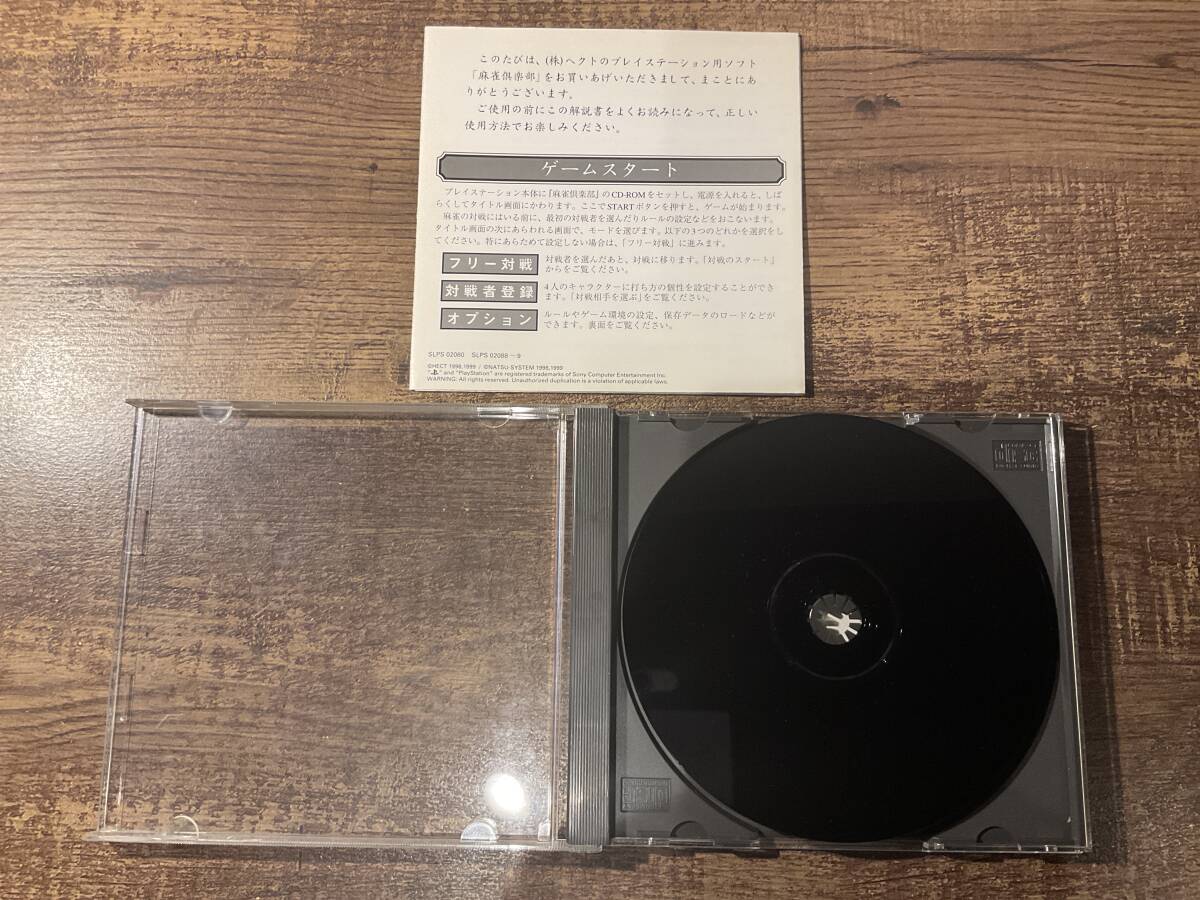 このたびは、(株)ヘクトのプレイステーション用ソフト
「麻雀倶楽部」をお買いあげいただきまして、まことにあ
りがとうございます。
ご使用の前にこの解説書をよくお読みになって、正しい
使用方法でお楽しみください。
ゲームスタート
プレイステーション本体に『麻雀倶楽部』のCD-ROMをセットし、電源を入れると、しば
らくしてタイトル画面にかわります。ここでSTARTボタンを押すと、ゲームが始まります。
麻雀の対戦にはいる前に、最初の対戦者を選んだりルールの設定などをおこないます。
タイトル画面の次にあらわれる画面で、モードを選びます。以下の3つのどれかを選択をし
てください。特にあらためて設定しない場合は、「フリー対戦」に進みます。
フリー対戦 対戦者を選んだあと、対戦に移ります。「対戦のスタート」
からをご覧ください。
対戦者登録 4人のキャラクターに打ち方の個性を設定することができ
ます。「対戦相手を選ぶ」をご覧ください。
オプション ルールやゲーム環境の設定、保存データのロードなどが
できます。裏面をご覧ください。
SLPS 02080 SLPS 02088〜9
©HECT 1998,1999 / ©NATSU-SYSTEM 1998,1999
" " and "PlayStation" are registered trademarks of Sony Computer Entertainment Inc.
WARNING: All rights reserved. Unauthorized duplication is a violation of applicable laws.